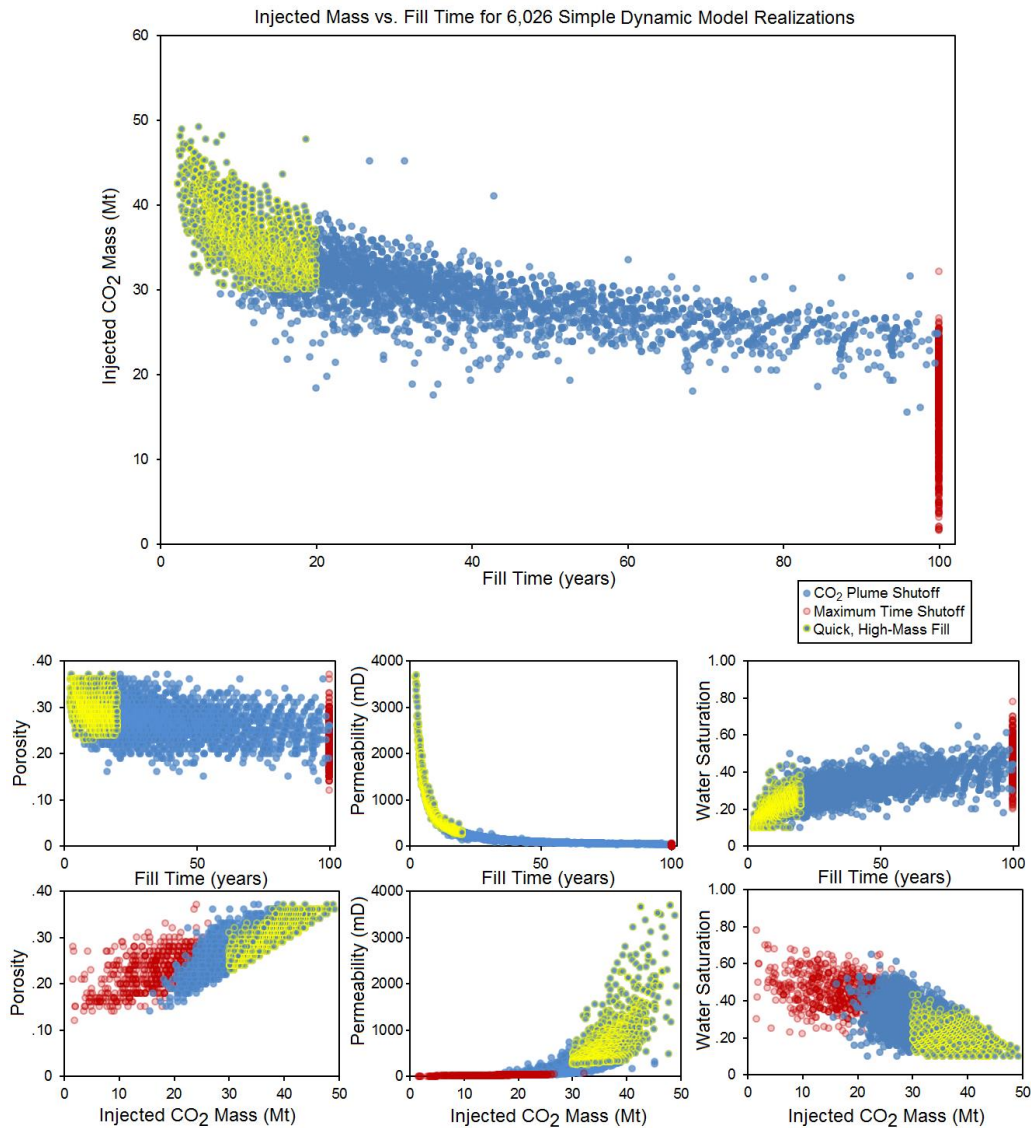 Injected Mass vs. Fill Time for 6,026 Simple Dynamic Model Realizations
60
50
40
30
20
10
0
Injected CO2 Mass (Mt)
0 20 40 60 80 100
Fill Time (years)
CO2 Plume Shutoff
Maximum Time Shutoff
Quick, High-Mass Fill
.40
.30
.20
.10
0
Porosity
0 50 100
Fill Time (years)
4000
3000
2000
1000
0
Permeability (mD)
0 50 100
Fill Time (years)
1.00
.80
.60
.40
.20
0
Water Saturation
0 50 100
Fill Time (years)
.40
.30
.20
.10
0
Porosity
0 10 20 30 40 50
Injected CO2 Mass (Mt)
4000
3000
2000
1000
0
Permeability (mD)
0 10 20 30 40 50
Injected CO2 Mass (Mt)
1.00
.80
.60
.40
.20
0
Water Saturation
0 10 20 30 40 50
Injected CO2 Mass (Mt)